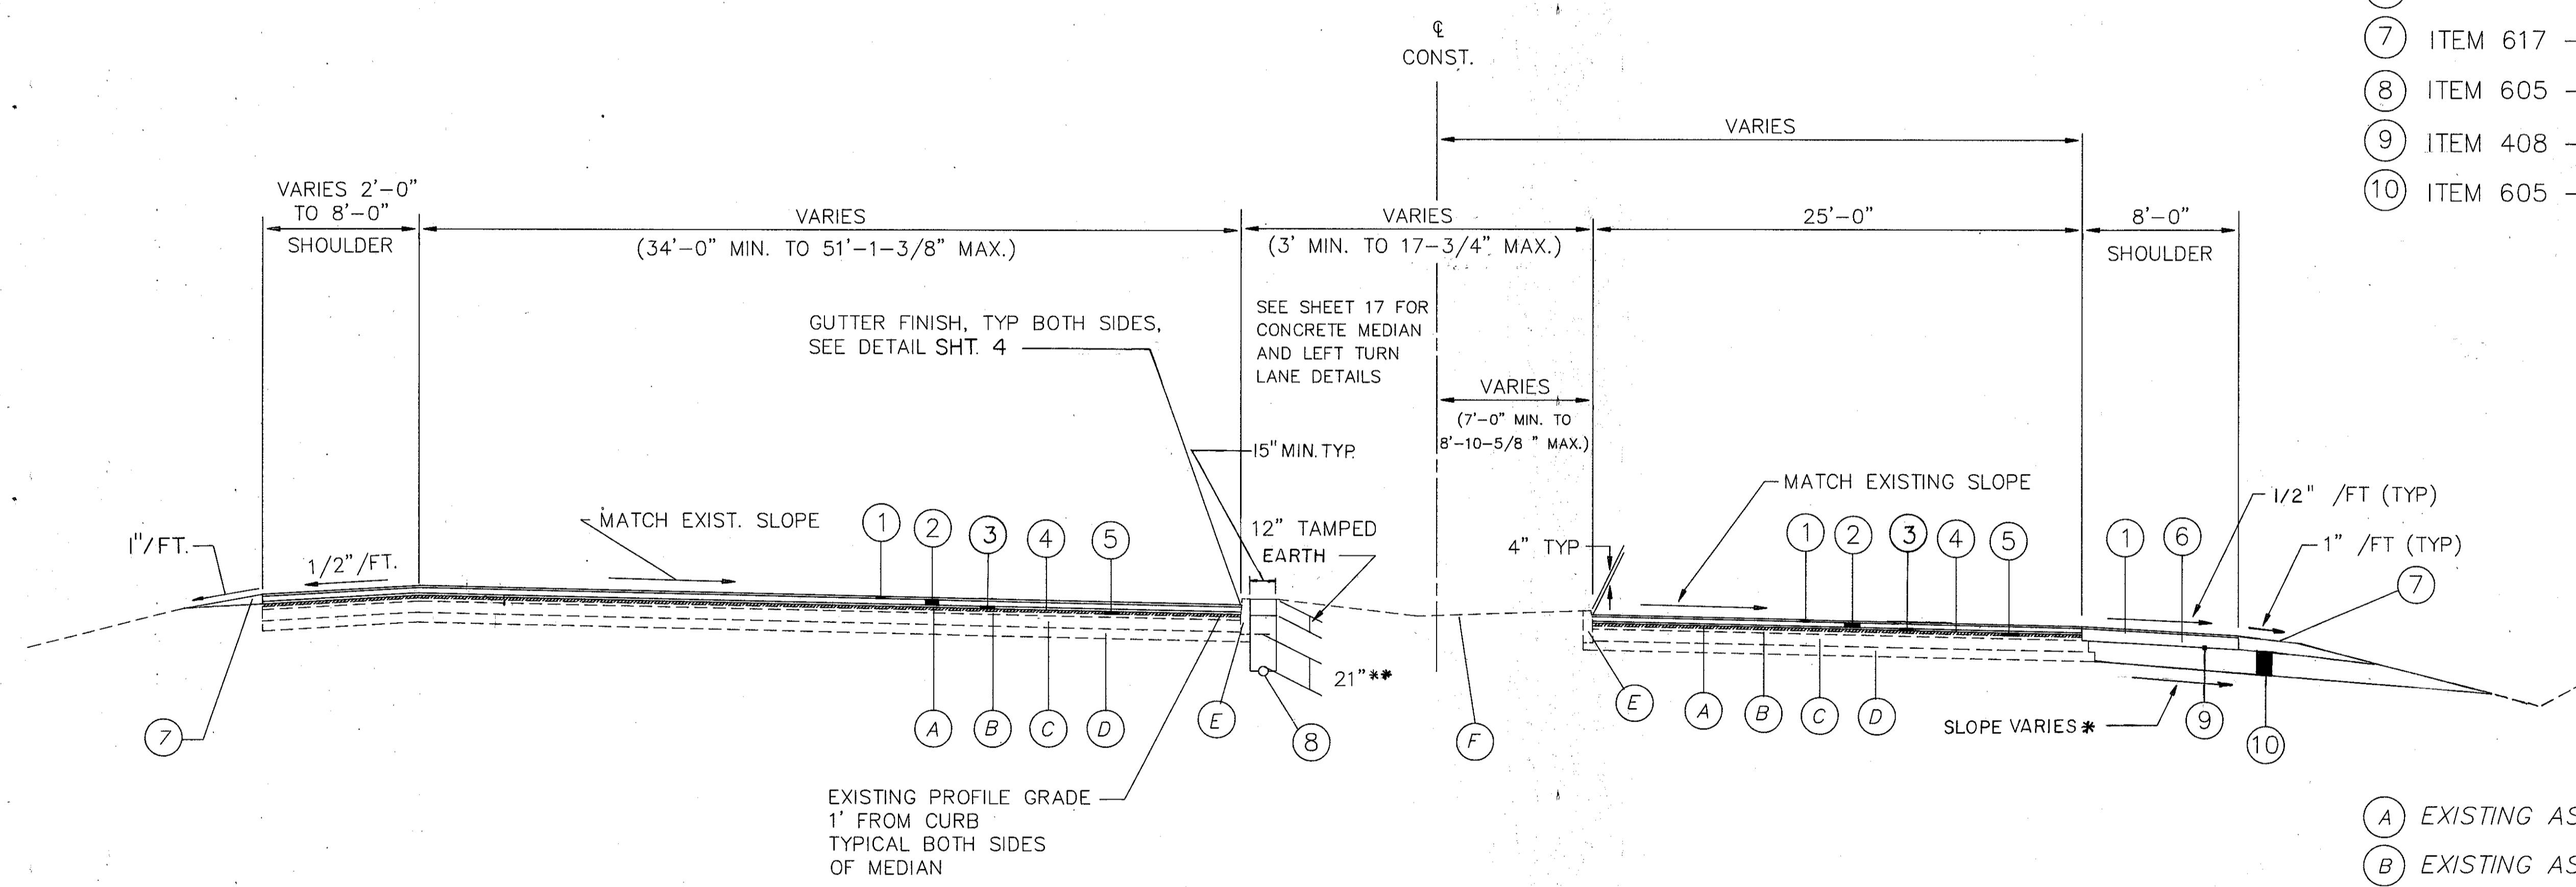 ℄
CONST.
⑦ ITEM 617 -
⑧ ITEM 605 -
⑨ ITEM 408 -
⑩ ITEM 605 -
VARIES
VARIES 2'-0"
TO 8'-0"
SHOULDER
VARIES
(34'-0" MIN. TO 51'-1-3/8" MAX.)
VARIES
(3' MIN. TO 17-3/4" MAX.)
25'-0"
8'-0"
SHOULDER
GUTTER FINISH, TYP BOTH SIDES,
SEE DETAIL SHT. 4
SEE SHEET 17 FOR
CONCRETE MEDIAN
AND LEFT TURN
LANE DETAILS
VARIES
(7'-0" MIN. TO
8'-10-5/8" MAX.)
15" MIN. TYP.
MATCH EXIST. SLOPE
12" TAMPED
EARTH
4" TYP
MATCH EXISTING SLOPE
1/2" /FT (TYP)
1" /FT (TYP)
1"/FT.
1/2"/FT.
1 2 3 4 5
1 2 3 4 5 1 6
7
21"**
7
A B C D E
8
F
E A B C D
SLOPE VARIES *
9
10
EXISTING PROFILE GRADE
1' FROM CURB
TYPICAL BOTH SIDES
OF MEDIAN
A EXISTING AS
B EXISTING AS